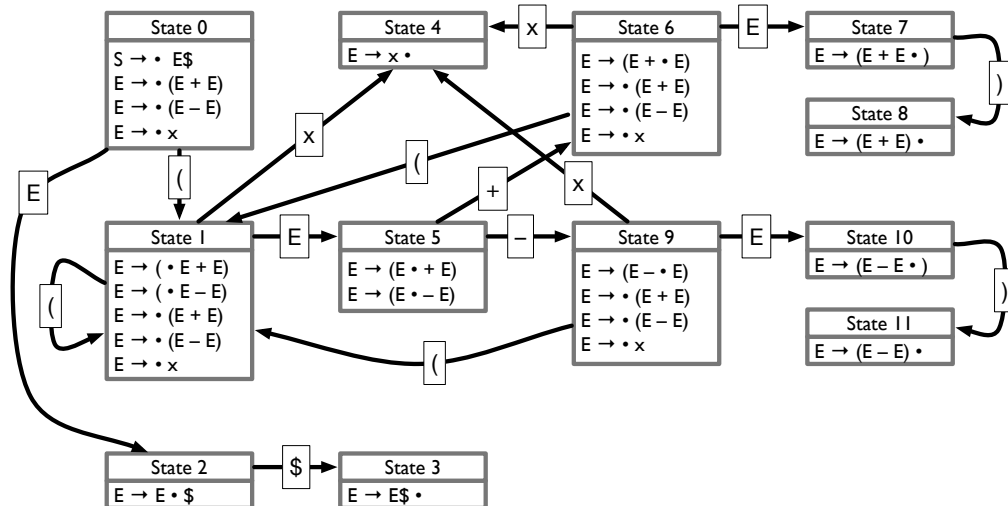 State 0
S → • E$
E → • (E + E)
E → • (E – E)
E → • x
State 4
E → x •
x
State 6
E → (E + • E)
E → • (E + E)
E → • (E – E)
E → • x
E
State 7
E → (E + E • )
)
State 8
E → (E + E) •
E
(
x
(
+
x
State 1
E → ( • E + E)
E → ( • E – E)
E → • (E + E)
E → • (E – E)
E → • x
(
E
State 5
E → (E • + E)
E → (E • – E)
–
State 9
E → (E – • E)
E → • (E + E)
E → • (E – E)
E → • x
(
E
State 10
E → (E – E • )
)
State 11
E → (E – E) •
State 2
E → E • $
$
State 3
E → E$ •